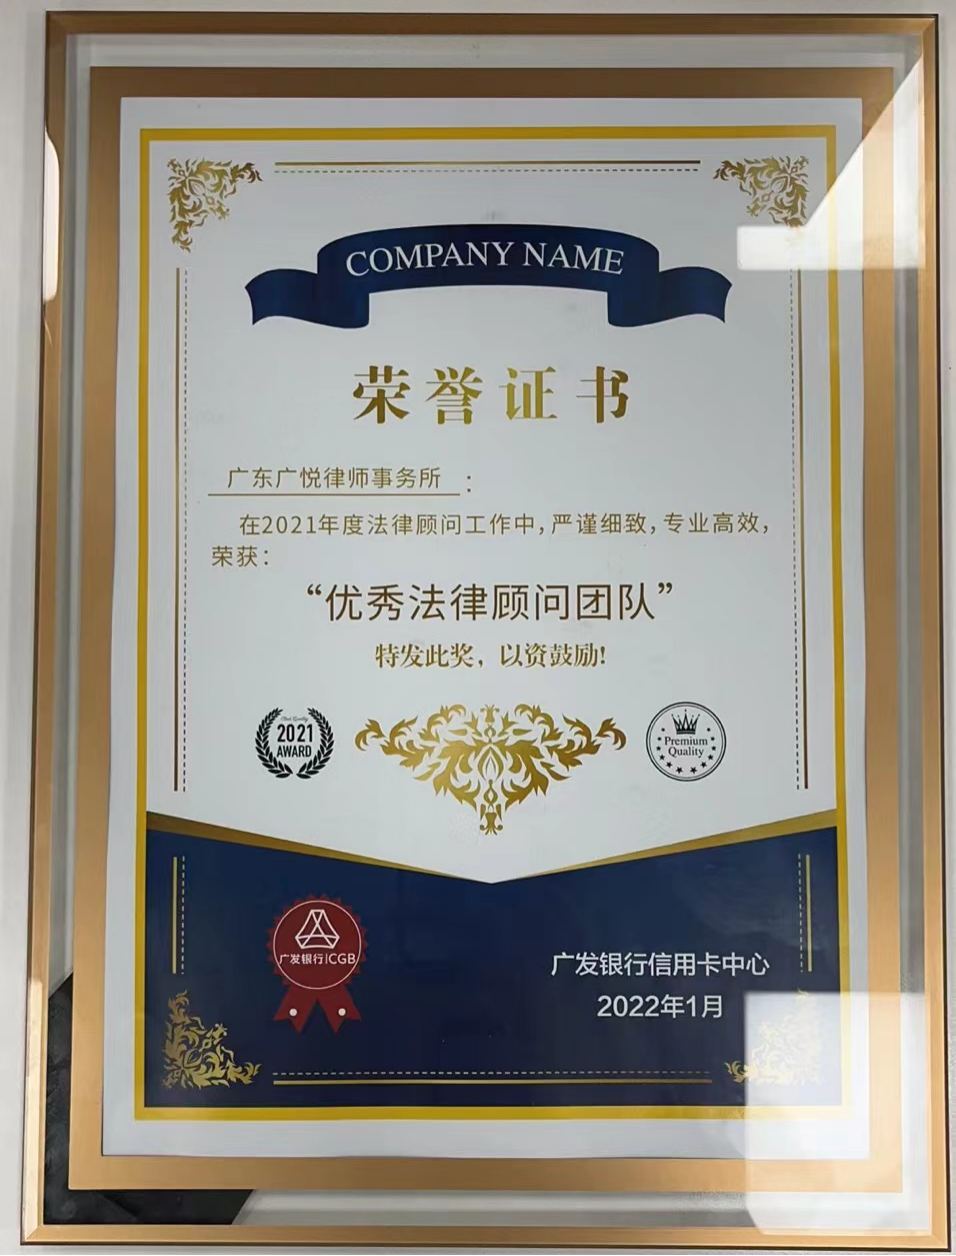 COMPANY NAME
荣誉证书
广东广悦律师事务所：
在2021年度法律顾问工作中，严谨细致，专业高效，
荣获：
“优秀法律顾问团队”
特发此奖，以资鼓励！
2021
AWARD
Premium
Quality
广发银行|CGB
广发银行信用卡中心
2022年1月